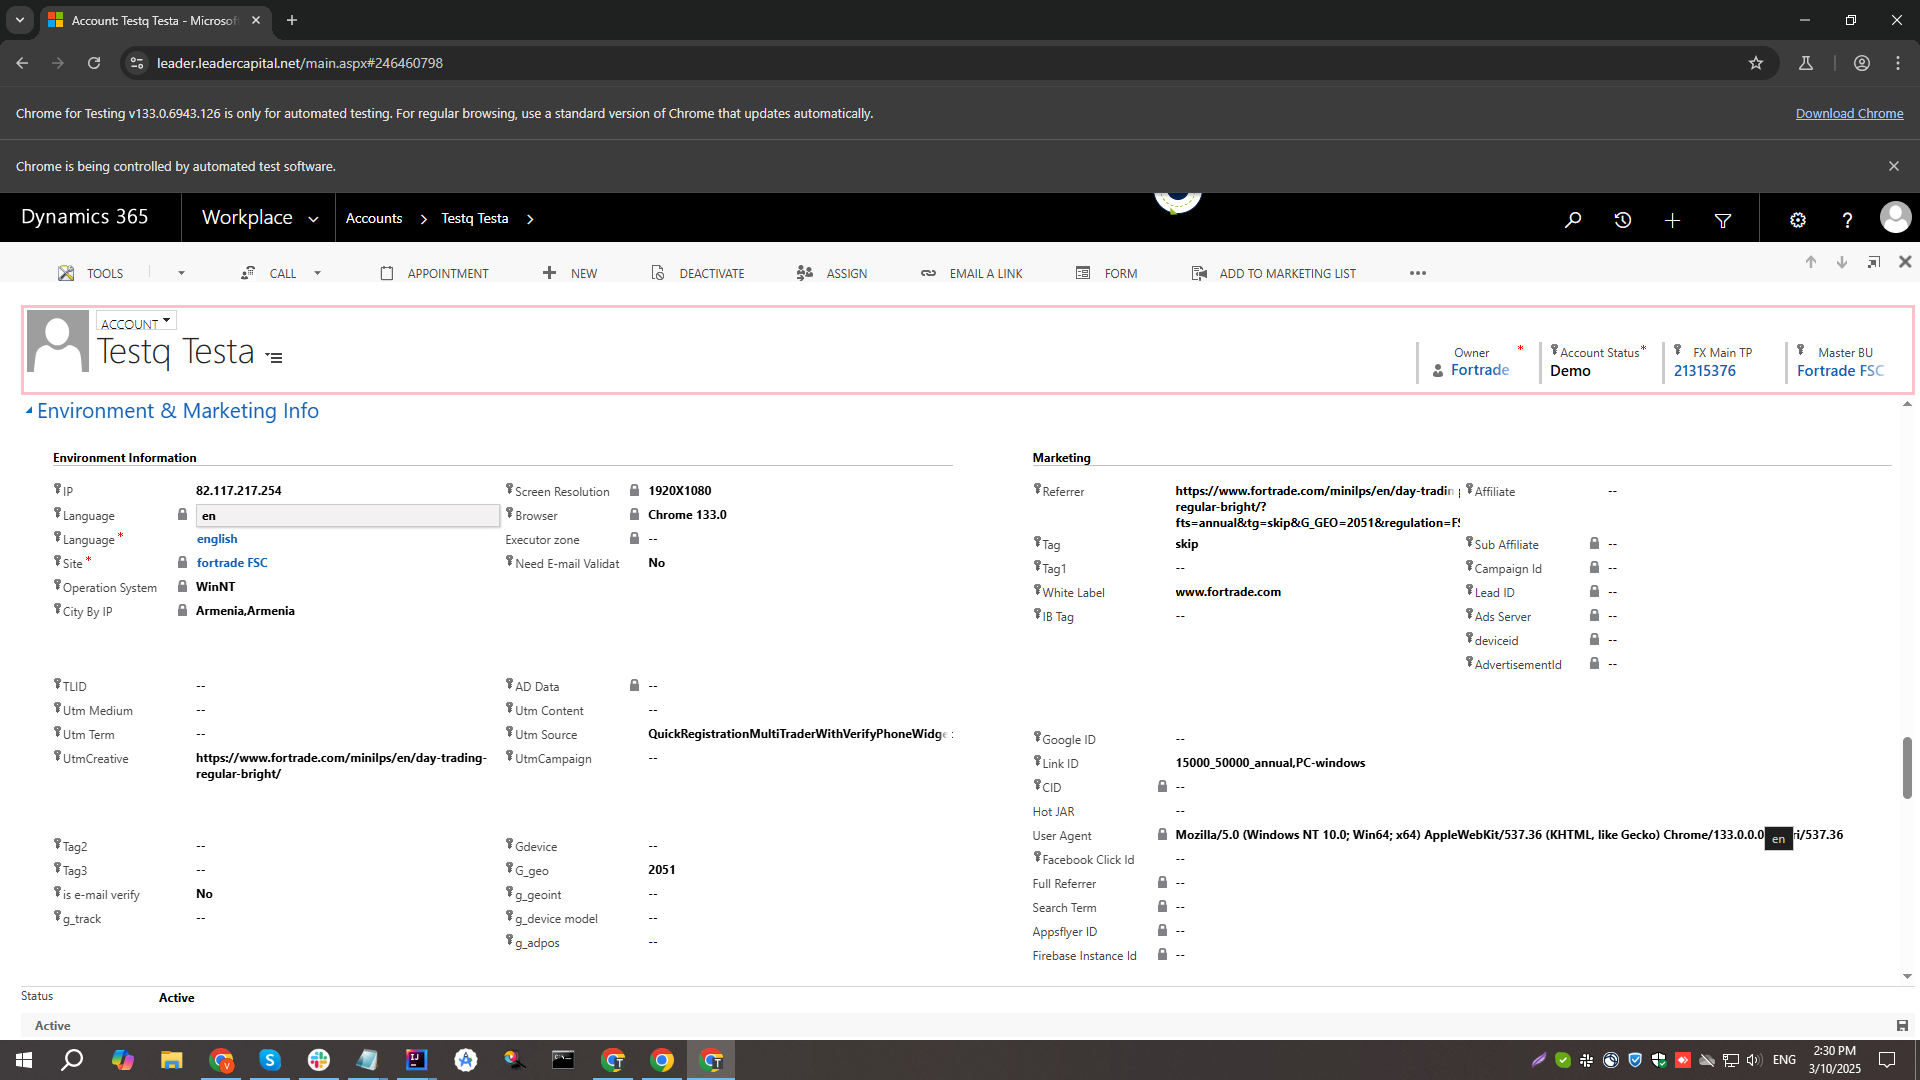 Account: Testq Testa - Microsof
leader.leadercapital.net/main.aspx#246460798
Chrome for Testing v133.0.6943.126 is only for automated testing. For regular browsing, use a standard version of Chrome that updates automatically.
Download Chrome
Chrome is being controlled by automated test software.
Dynamics 365
Workplace
Accounts
Testq Testa
TOOLS
CALL
APPOINTMENT
NEW
DEACTIVATE
ASSIGN
EMAIL A LINK
FORM
ADD TO MARKETING LIST
ACCOUNT
Testq Testa
Owner *
Fortrade
Account Status *
Demo
FX Main TP
21315376
Master BU
Fortrade FSC
Environment & Marketing Info
Environment Information
IP 82.117.217.254
Language en
Language * english
Site * fortrade FSC
Operation System WinNT
City By IP Armenia,Armenia
Screen Resolution 1920X1080
Browser Chrome 133.0
Executor zone --
Need E-mail Validat No
TLID --
Utm Medium --
Utm Term --
UtmCreative https://www.fortrade.com/minilps/en/day-trading-
regular-bright/
AD Data --
Utm Content --
Utm Source QuickRegistrationMultiTraderWithVerifyPhoneWidge
UtmCampaign --
Tag2 --
Tag3 --
is e-mail verify No
g_track --
Gdevice --
G_geo 2051
g_geoint --
g_device model --
g_adpos --
Marketing
Referrer https://www.fortrade.com/minilps/en/day-tradin
regular-bright/?
fts=annual&tg=skip&G_GEO=2051&regulation=FS
Tag skip
Tag1 --
White Label www.fortrade.com
IB Tag --
Affiliate --
Sub Affiliate --
Campaign Id --
Lead ID --
Ads Server --
deviceid --
AdvertisementId --
Google ID --
Link ID 15000_50000_annual,PC-windows
CID --
Hot JAR --
User Agent Mozilla/5.0 (Windows NT 10.0; Win64; x64) AppleWebKit/537.36 (KHTML, like Gecko) Chrome/133.0.0.0 ri/537.36
en
Facebook Click Id --
Full Referrer --
Search Term --
Appsflyer ID --
Firebase Instance Id --
Status Active
Active
ENG
2:30 PM
3/10/2025